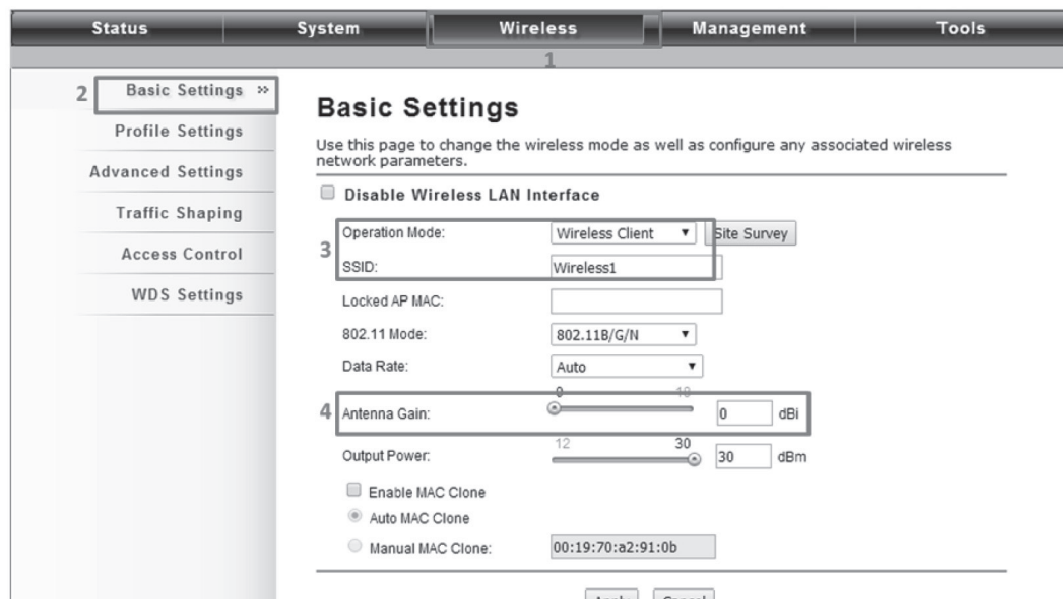 Status System Wireless Management Tools
1
2 Basic Settings »
Profile Settings
Advanced Settings
Traffic Shaping
Access Control
WDS Settings
Basic Settings
Use this page to change the wireless mode as well as configure any associated wireless
network parameters.
Disable Wireless LAN Interface
3
Operation Mode: Wireless Client Site Survey
SSID: Wireless1
Locked AP MAC:
802.11 Mode: 802.11B/G/N
Data Rate: Auto
0
4 Antenna Gain: 0 dBi
12 30
Output Power: 30 dBm
Enable MAC Clone
Auto MAC Clone
Manual MAC Clone: 00:19:70:a2:91:0b
Apply Cancel